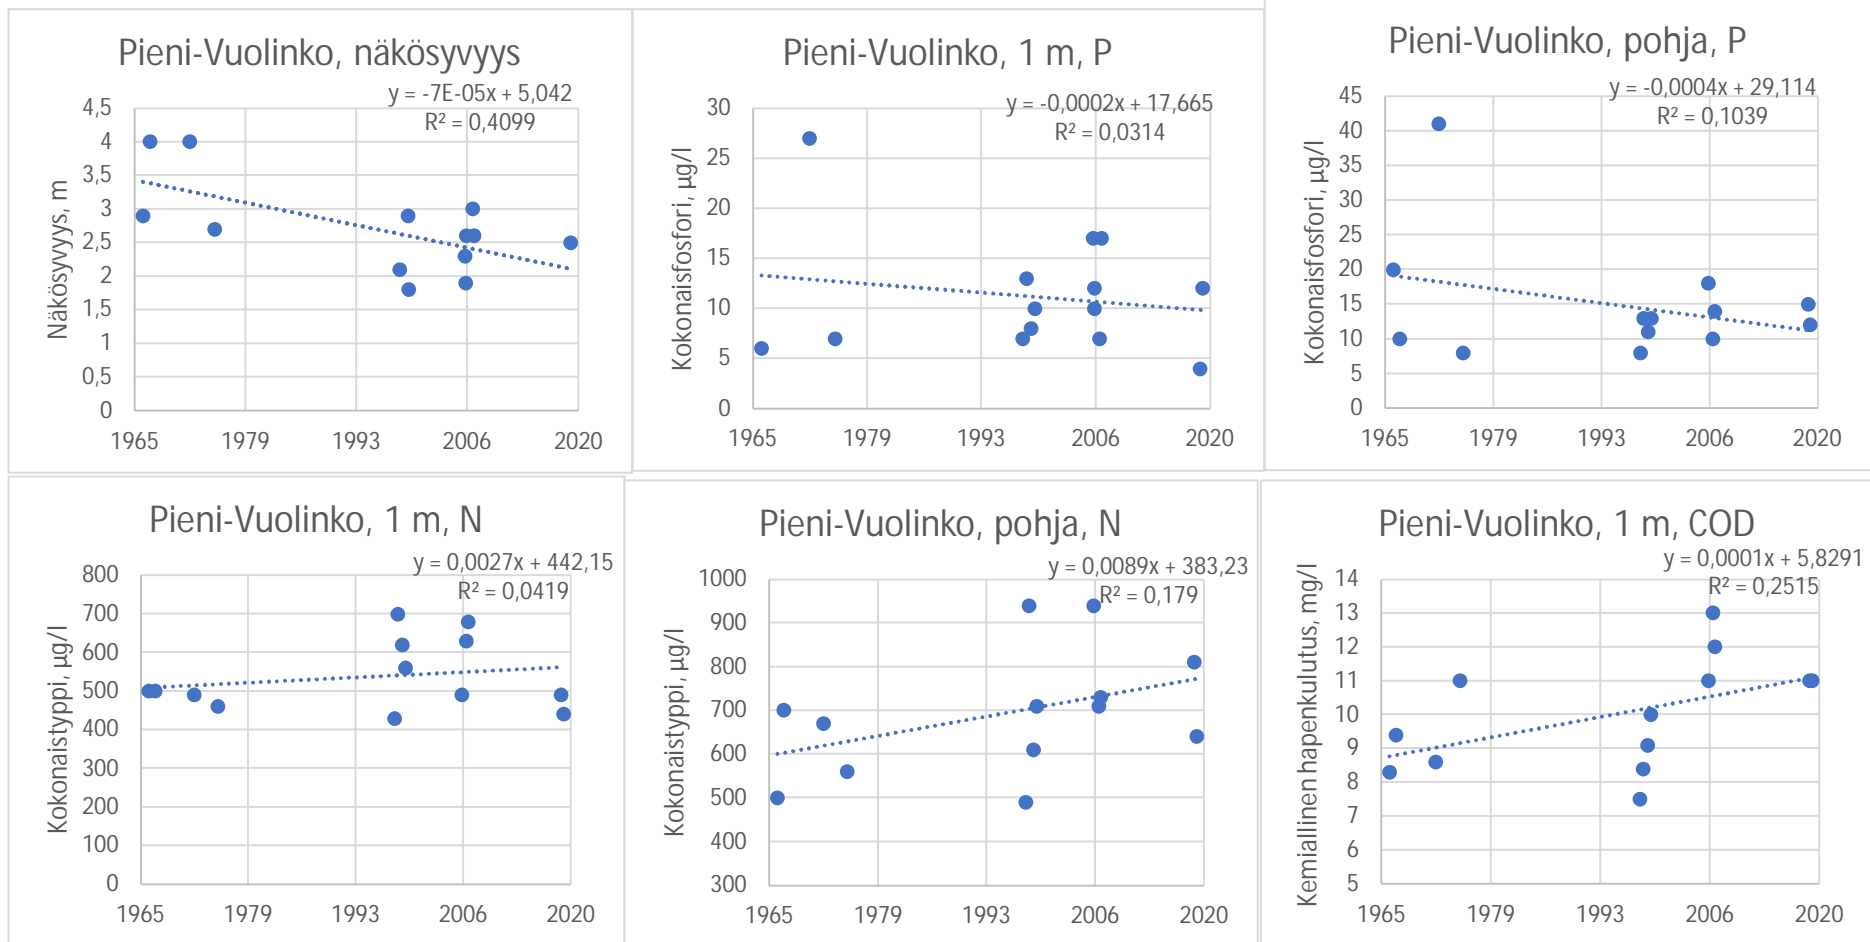 Pieni-Vuolinko, näkösyvyys
y = -7E-05x + 5,042
R² = 0,4099
Näkösyvyys, m
4,5
4
3,5
3
2,5
2
1,5
1
0,5
0
1965 1979 1993 2006 2020
Pieni-Vuolinko, 1 m, P
y = -0,0002x + 17,665
R² = 0,0314
Kokonaisfosfori, µg/l
30
25
20
15
10
5
0
1965 1979 1993 2006 2020
Pieni-Vuolinko, pohja, P
y = -0,0004x + 29,114
R² = 0,1039
Kokonaisfosfori, µg/l
45
40
35
30
25
20
15
10
5
0
1965 1979 1993 2006 2020
Pieni-Vuolinko, 1 m, N
y = 0,0027x + 442,15
R² = 0,0419
Kokonaistyppi, µg/l
800
700
600
500
400
300
200
100
0
1965 1979 1993 2006 2020
Pieni-Vuolinko, pohja, N
y = 0,0089x + 383,23
R² = 0,179
Kokonaistyppi, µg/l
1000
900
800
700
600
500
400
300
1965 1979 1993 2006 2020
Pieni-Vuolinko, 1 m, COD
y = 0,0001x + 5,8291
R² = 0,2515
Kemiallinen hapenkulutus, mg/l
14
13
12
11
10
9
8
7
6
5
1965 1979 1993 2006 2020